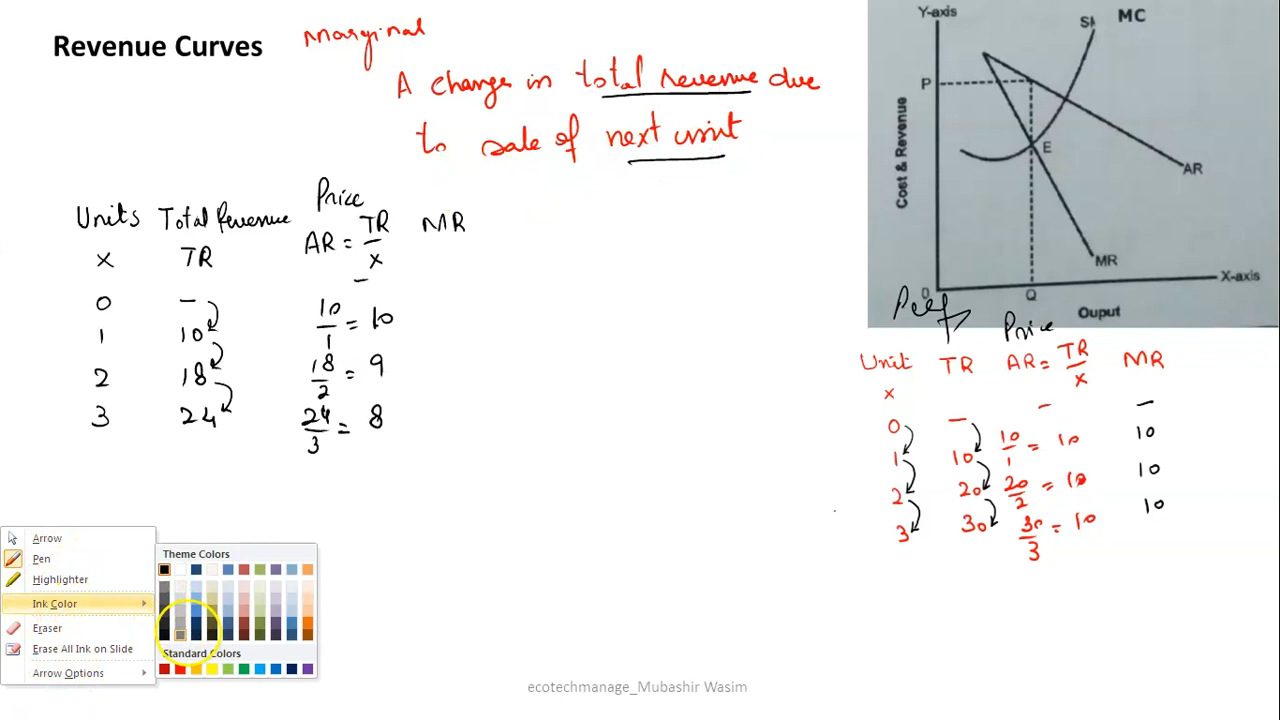 Revenue Curves
Marginal
A change in total revenue due
to sale of next unit
Units Total Revenue Price MR
x TR AR = TR/x
0 – –
1 10 10/1 = 10
2 18 18/2 = 9
3 24 24/3 = 8
Y-axis
MC
P
E
AR
Cost & Revenue
MR
X-axis
0
Q
Ouput
Price
Unit TR AR = TR/x MR
x
0 – – –
1 10 10/1 = 10 10
2 20 20/2 = 10 10
3 30 30/3 = 10 10
Arrow
Pen
Highlighter
Ink Color
Eraser
Erase All Ink on Slide
Arrow Options
Theme Colors
Standard Colors
ecotechmanage_Mubashir Wasim